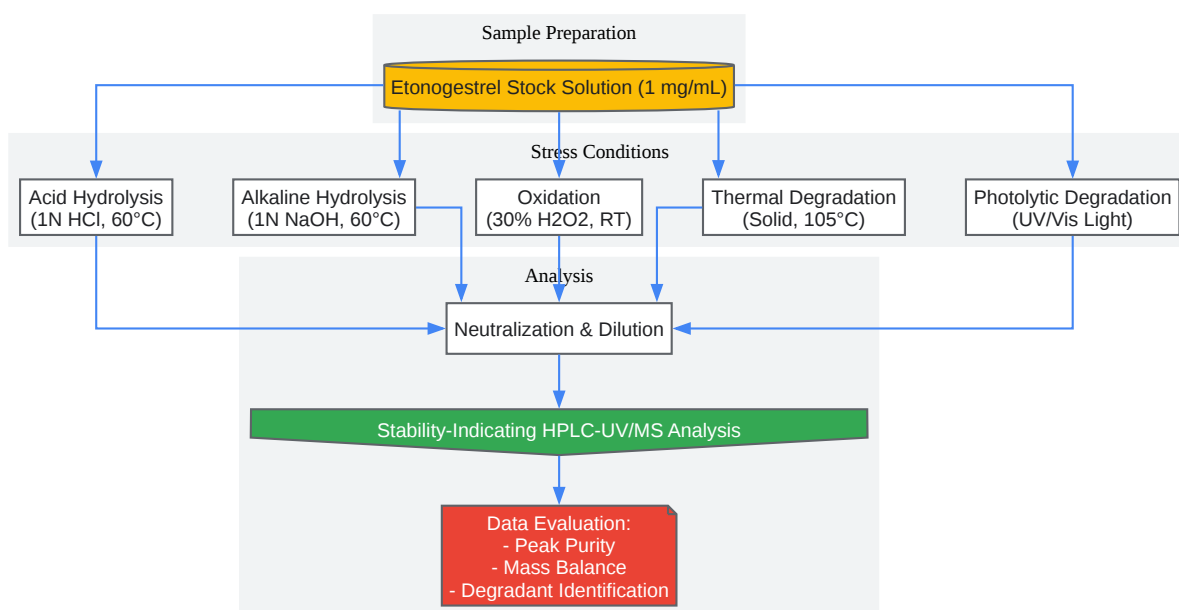 Sample Preparation
Etonogestrel Stock Solution (1 mg/mL)
Stress Conditions
Acid Hydrolysis
(1N HCl, 60°C)
Alkaline Hydrolysis
(1N NaOH, 60°C)
Oxidation
(30% H2O2, RT)
Thermal Degradation
(Solid, 105°C)
Photolytic Degradation
(UV/Vis Light)
Analysis
Neutralization & Dilution
Stability-Indicating HPLC-UV/MS Analysis
Data Evaluation:
- Peak Purity
- Mass Balance
- Degradant Identification